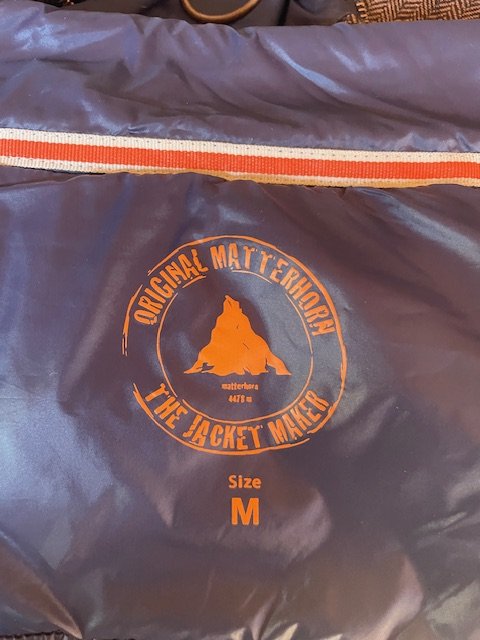 ORIGINAL MATTERHORN
matterhorn
4478 m
THE JACKET MAKER
Size
M